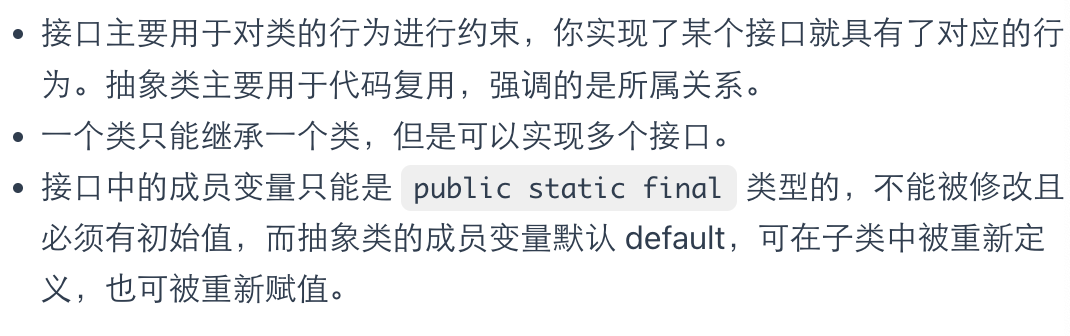 • 接口主要用于对类的行为进行约束，你实现了某个接口就具有了对应的行
为。抽象类主要用于代码复用，强调的是所属关系。
• 一个类只能继承一个类，但是可以实现多个接口。
• 接口中的成员变量只能是 public static final 类型的，不能被修改且
必须有初始值，而抽象类的成员变量默认 default，可在子类中被重新定
义，也可被重新赋值。